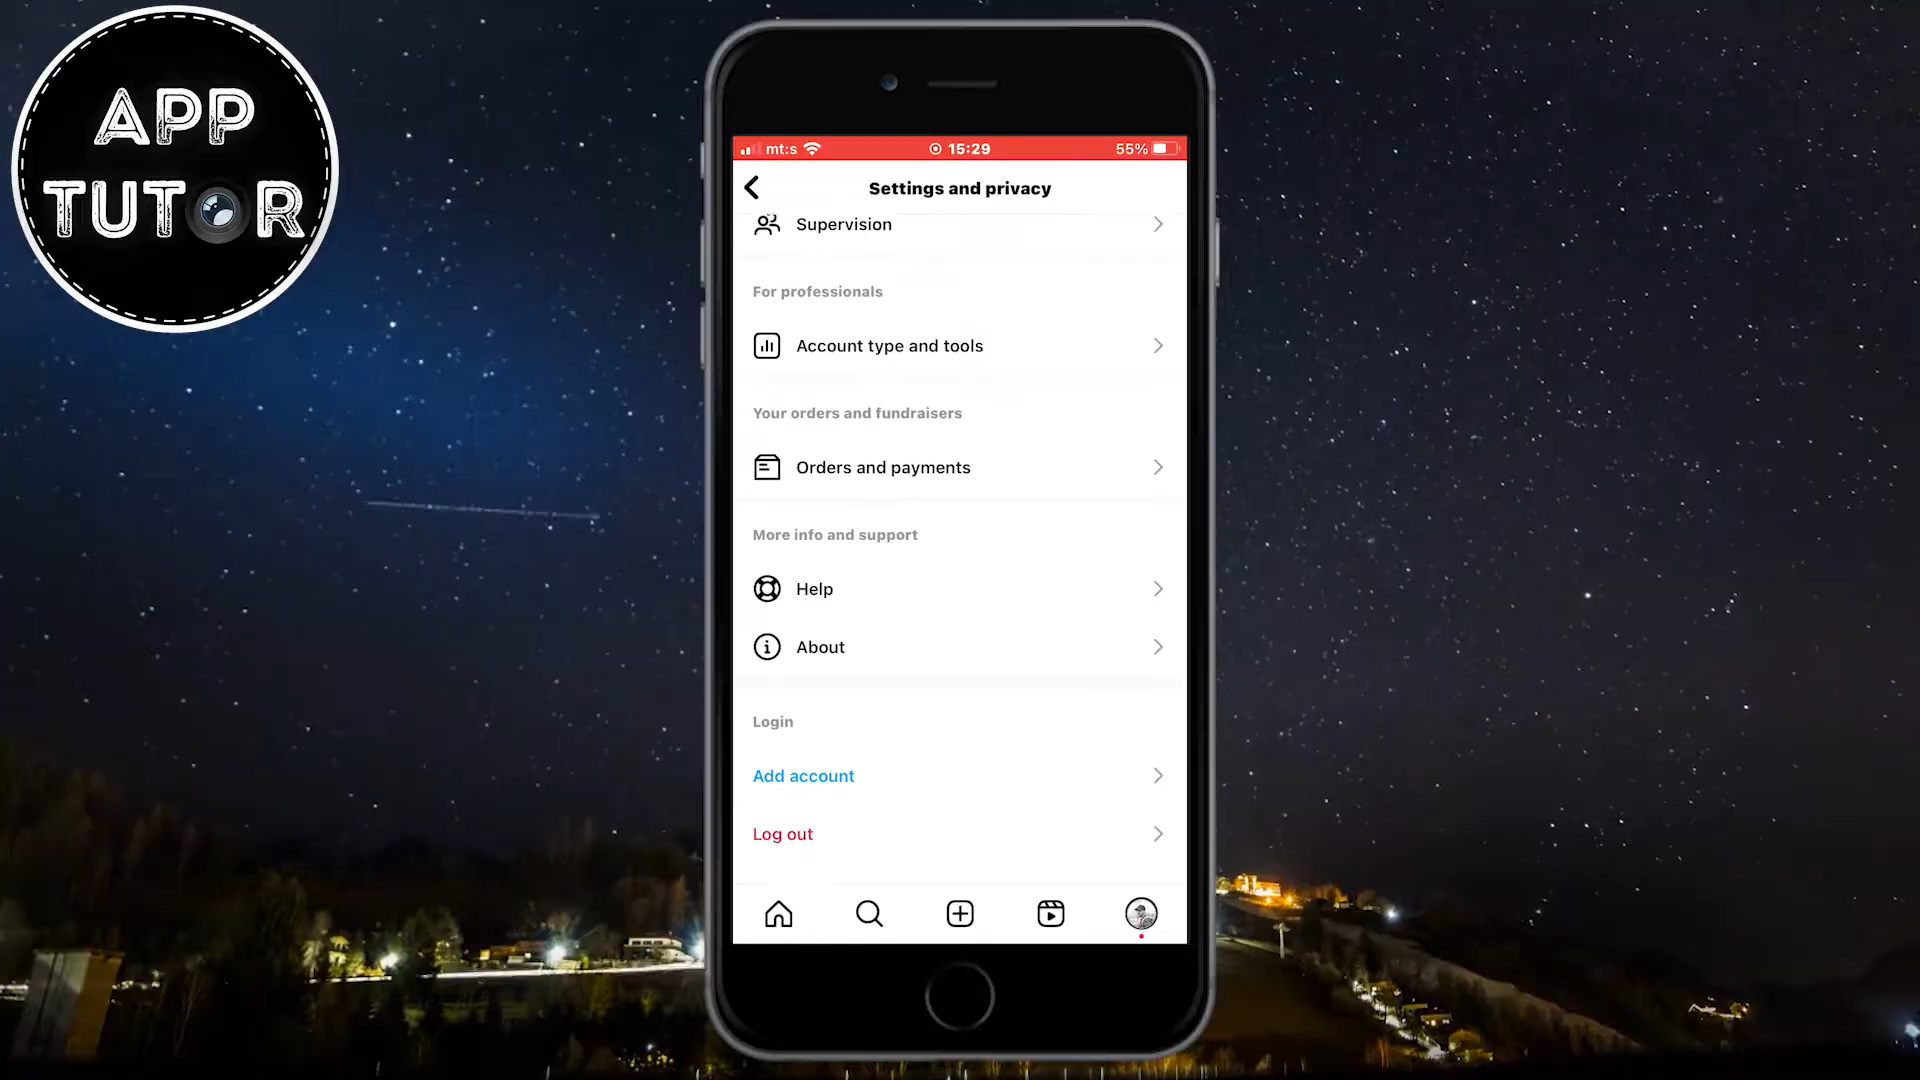 APP
TUTOR
mt:s
15:29
55%
Settings and privacy
Supervision
For professionals
Account type and tools
Your orders and fundraisers
Orders and payments
More info and support
Help
About
Login
Add account
Log out